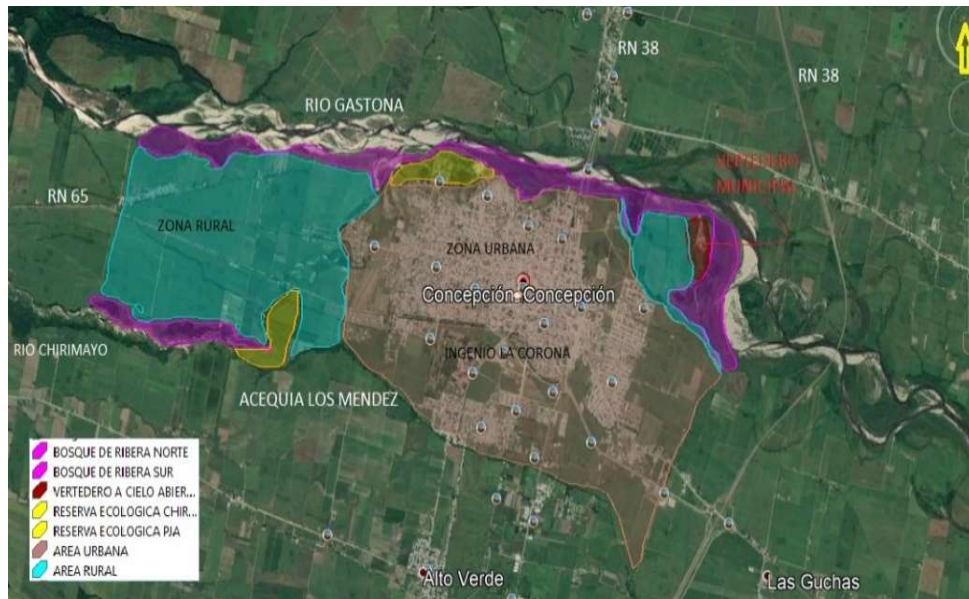 RN 38
RN 38
RIO GASTONA
VERTEDERO
MUNICIPAL
RN 65
ZONA RURAL
ZONA URBANA
Concepción Concepción
RIO CHIRIMAYO
INGENIO LA CORONA
ACEQUIA LOS MENDEZ
BOSQUE DE RIBERA NORTE
BOSQUE DE RIBERA SUR
VERTEDERO A CIELO ABIER...
RESERVA ECOLOGICA CHIR...
RESERVA ECOLOGICA PJA
AREA URBANA
AREA RURAL
Alto Verde
Las Guchas